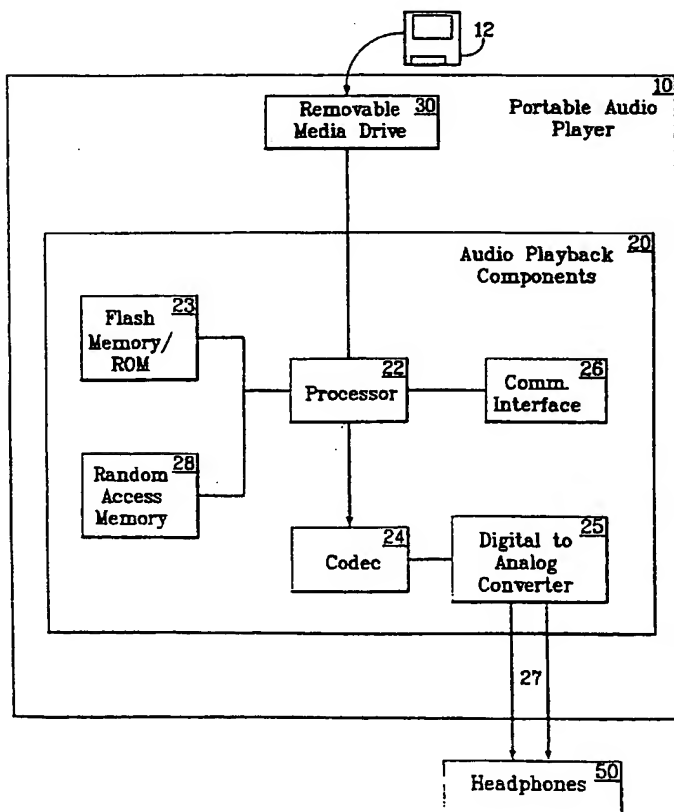 12
10
Portable Audio
Player
30
Removable
Media Drive
20
Audio Playback
Components
23
Flash
Memory/
ROM
22
Processor
26
Comm.
Interface
28
Random
Access
Memory
24
Codec
25
Digital to
Analog
Converter
27
50
Headphones